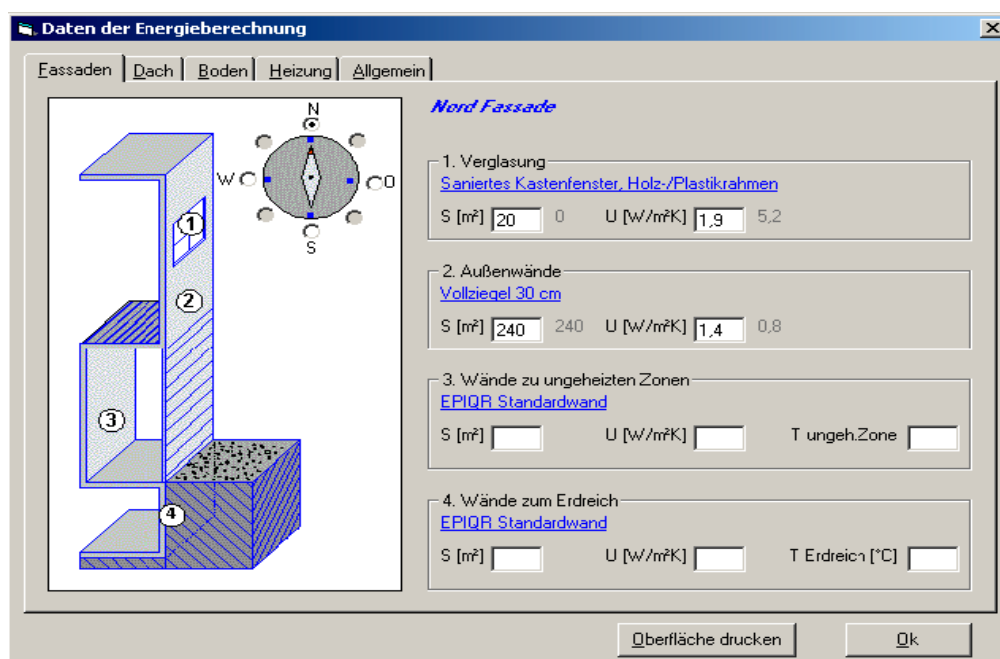 Daten der Energieberechnung
Fassaden Dach Boden Heizung Allgemein
N
W O
S
1
2
3
4
Nord Fassade
1. Verglasung
Saniertes Kastenfenster, Holz-/Plastikrahmen
S [m²] 20 0 U [W/m²K] 1,9 5,2
2. Außenwände
Vollziegel 30 cm
S [m²] 240 240 U [W/m²K] 1,4 0,8
3. Wände zu ungeheizten Zonen
EPIQR Standardwand
S [m²] U [W/m²K] T ungeh.Zone
4. Wände zum Erdreich
EPIQR Standardwand
S [m²] U [W/m²K] T Erdreich [°C]
Oberfläche drucken Ok